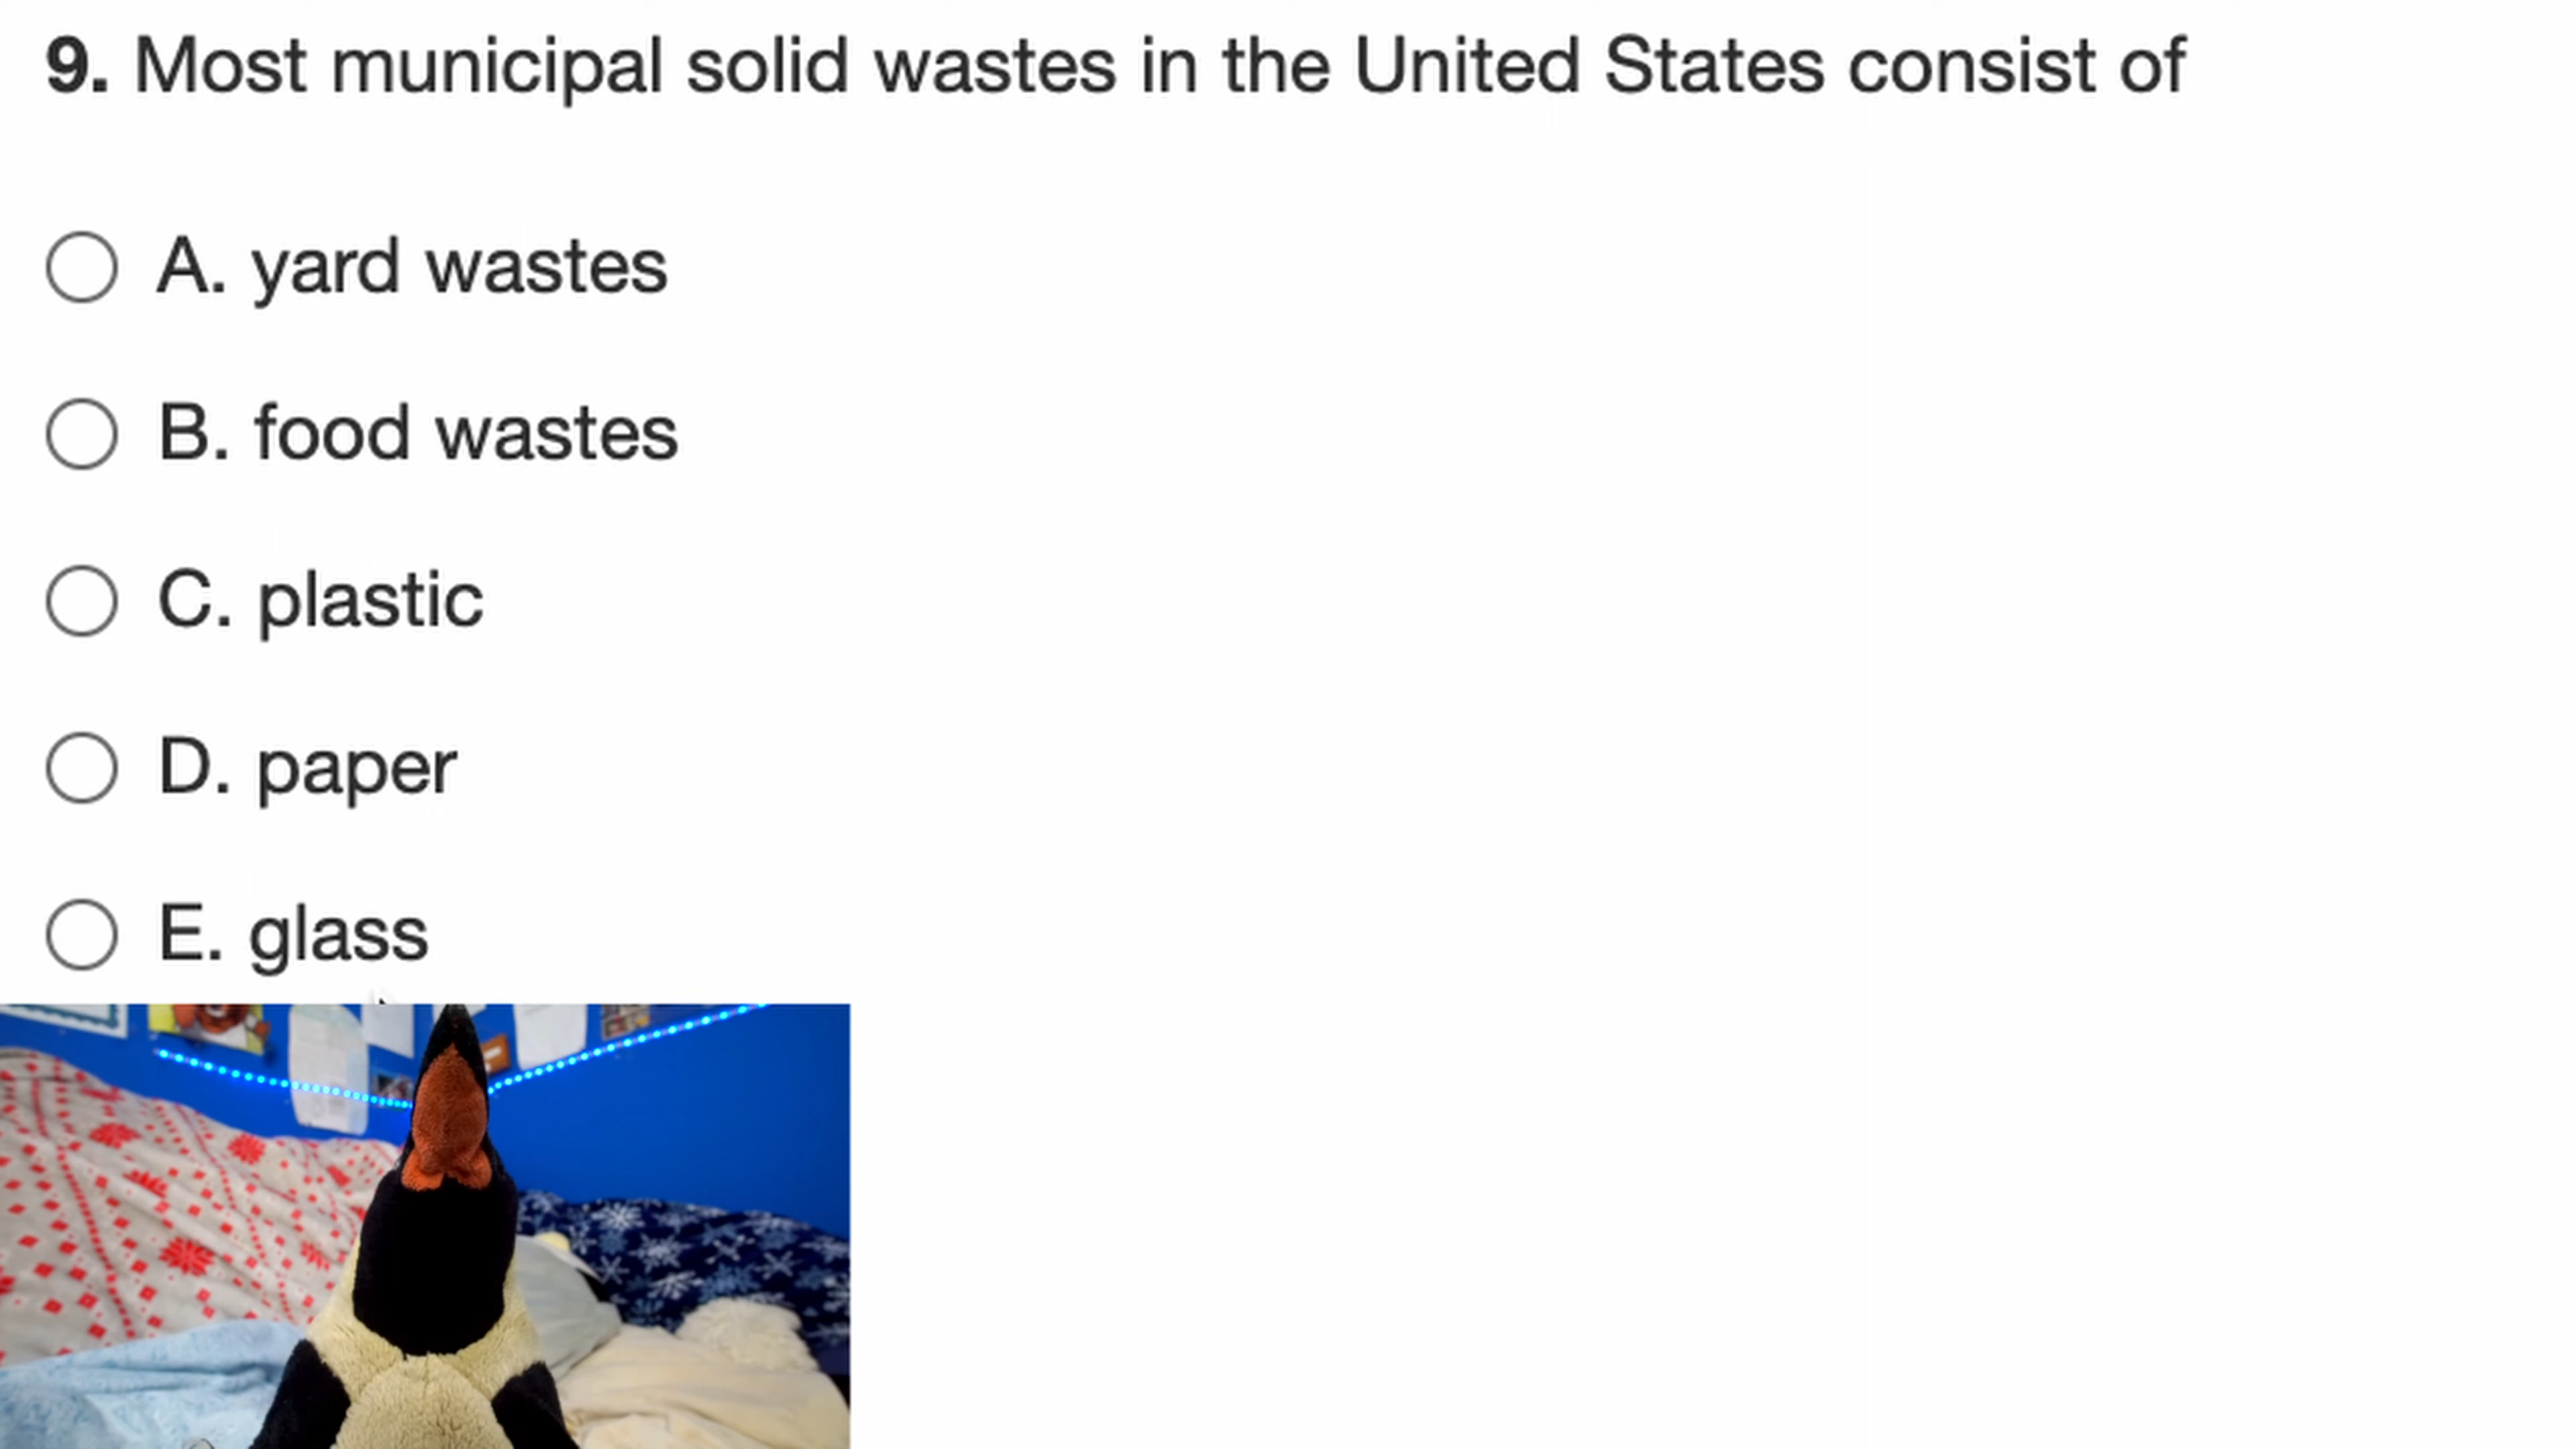 9. Most municipal solid wastes in the United States consist of
A. yard wastes
B. food wastes
C. plastic
D. paper
E. glass